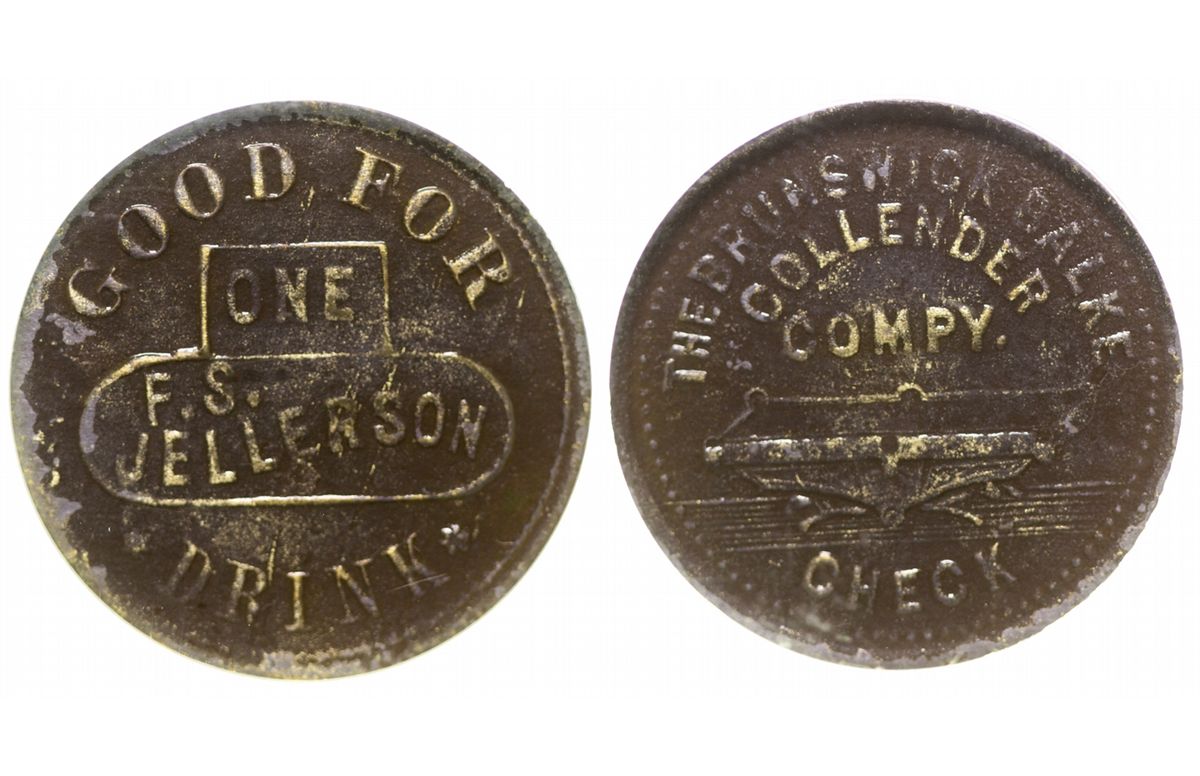 GOOD FOR
ONE
F.S.
JELLERSON
DRINK
THE BRUNSWICK BALKE
COLLENDER
COMPY.
CHECK